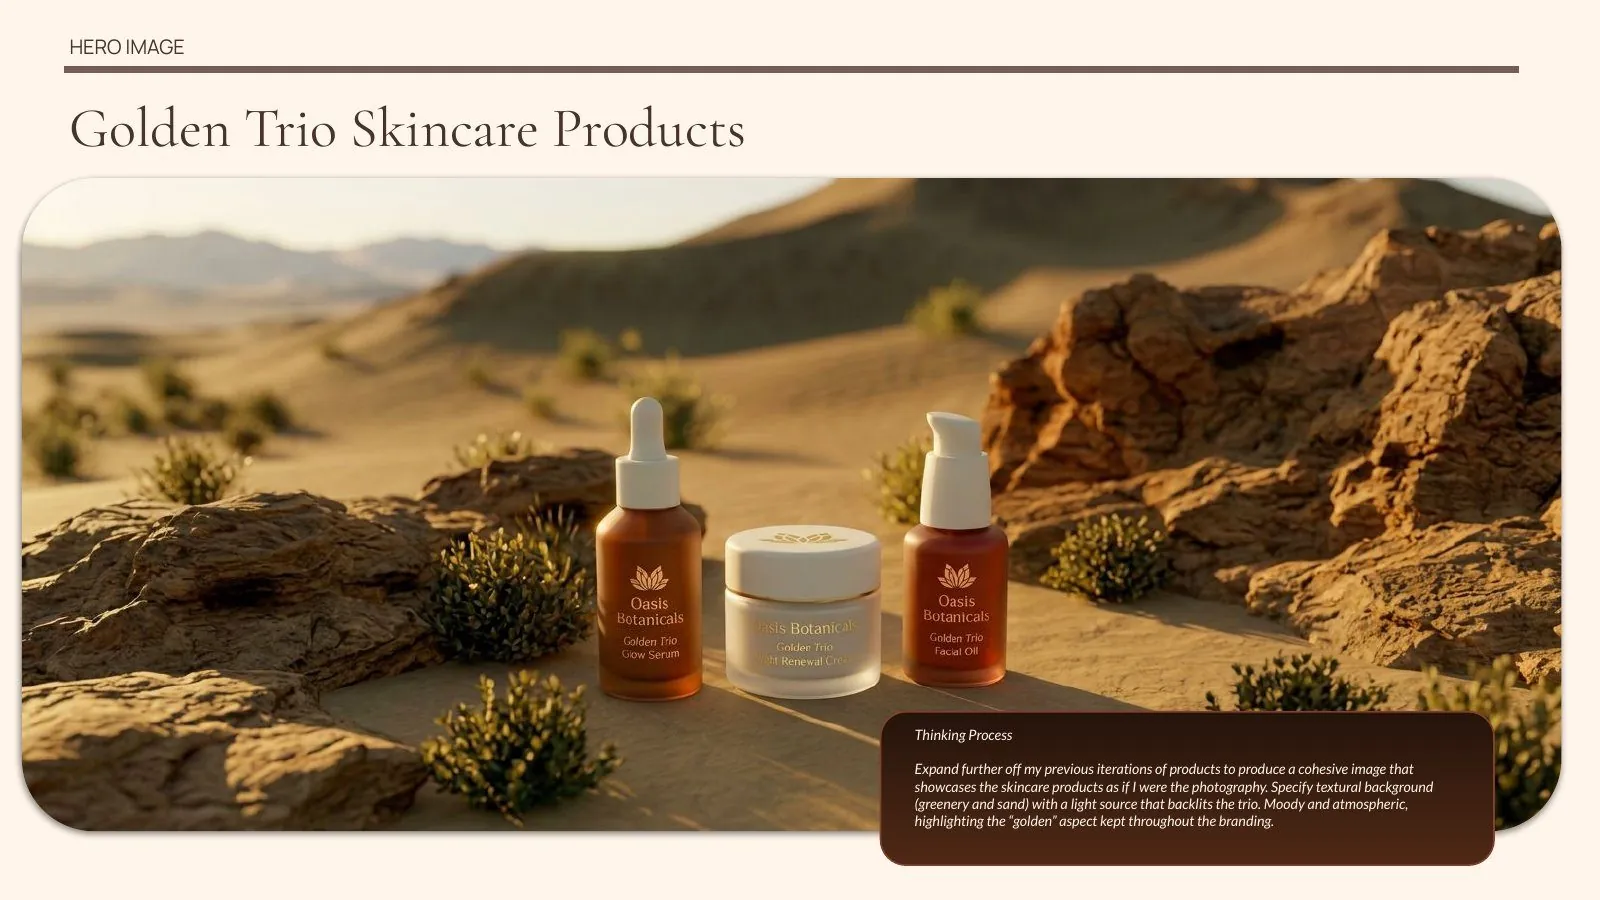 HERO IMAGE
Golden Trio Skincare Products
Oasis
Botanicals
Golden Trio
Glow Serum
Oasis Botanicals
Golden Trio
Renewal
Oasis
Botanicals
Golden Trio
Facial Oil
Thinking Process
Expand further off my previous iterations of products to produce a cohesive image that
showcases the skincare products as if I were the photography. Specify textural background
(greenery and sand) with a light source that backlits the trio. Moody and atmospheric,
highlighting the “golden” aspect kept throughout the branding.